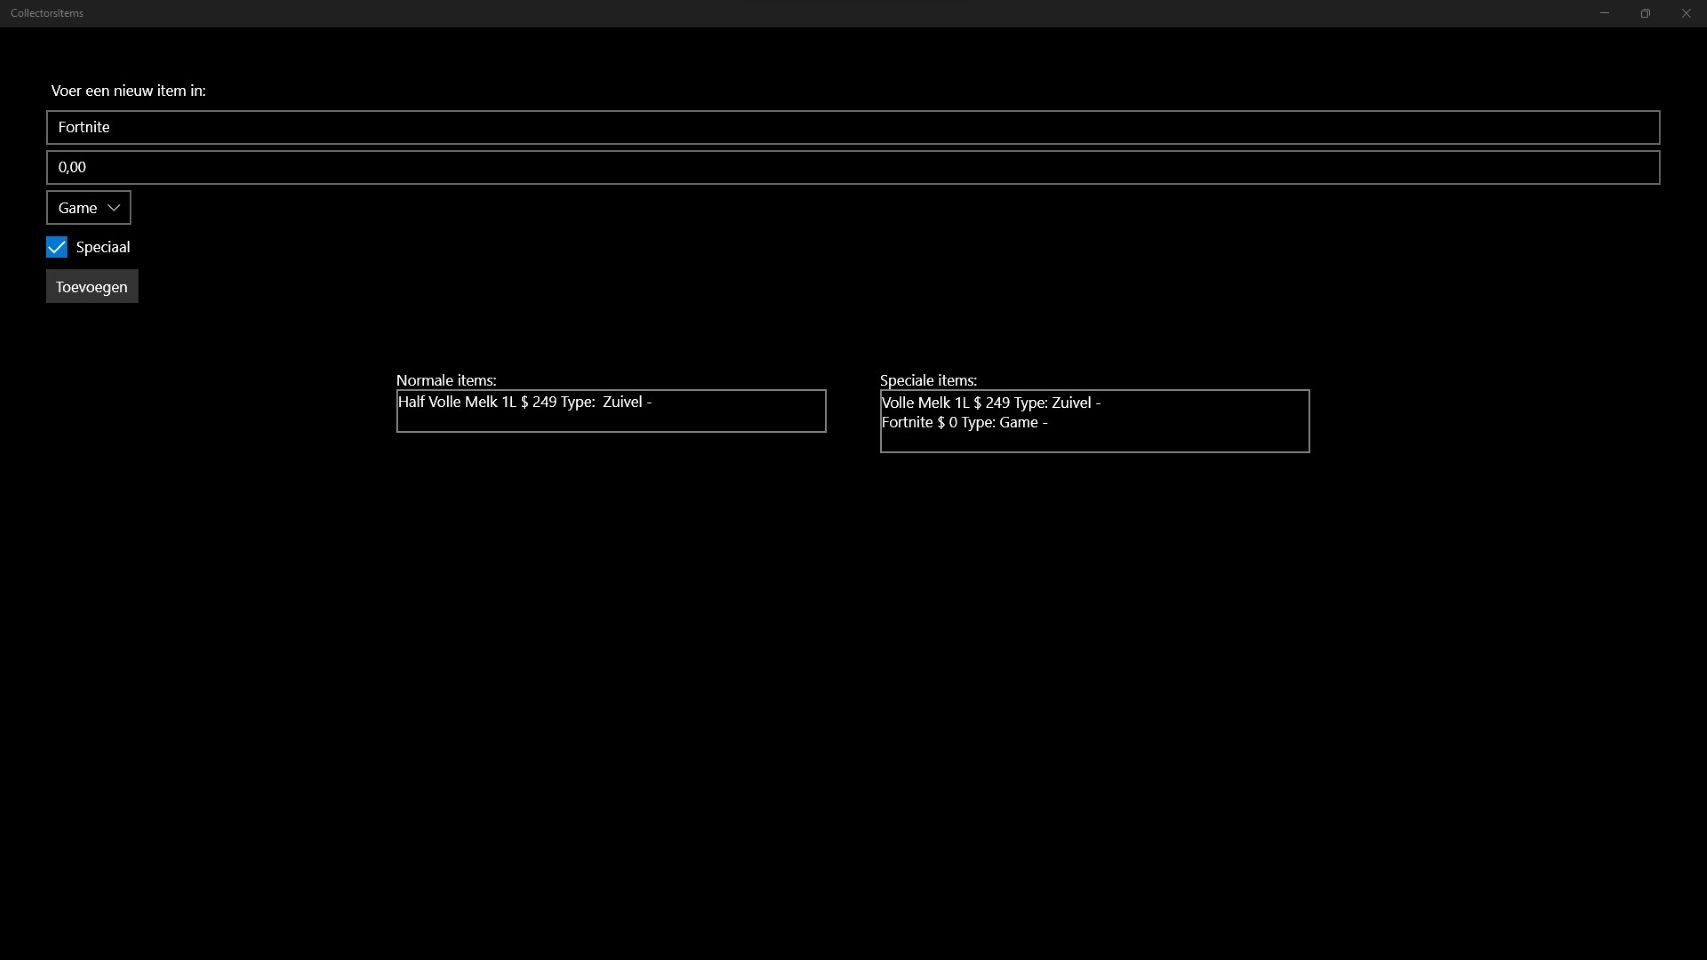 CollectorsItems
Voer een nieuw item in:
Fortnite
0,00
Game
Speciaal
Toevoegen
Normale items:
Half Volle Melk 1L $ 249 Type:  Zuivel -
Speciale items:
Volle Melk 1L $ 249 Type: Zuivel -
Fortnite $ 0 Type: Game -